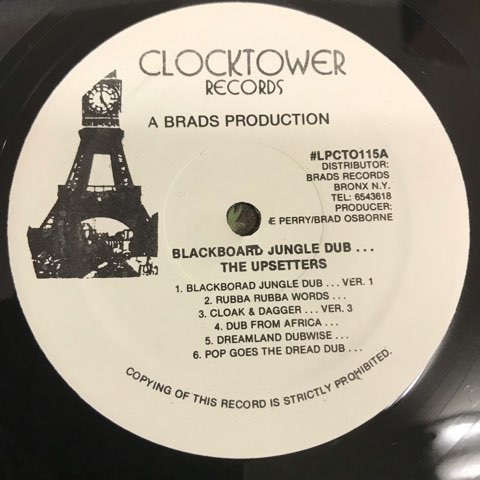 CLOCKTOWER
RECORDS
A BRADS PRODUCTION
#LPCTO115A
DISTRIBUTOR:
BRADS RECORDS
BRONX N.Y.
TEL: 6543618
PRODUCER:
PERRY/BRAD OSBORNE
BLACKBOARD JUNGLE DUB . . .
THE UPSETTERS
1. BLACKBORAD JUNGLE DUB . . . VER. 1
2. RUBBA RUBBA WORDS . . .
3. CLOAK & DAGGER . . . VER. 3
4. DUB FROM AFRICA . . .
5. DREAMLAND DUBWISE . . .
6. POP GOES THE DREAD DUB . . .
COPYING OF THIS RECORD IS STRICTLY PROHIBITED.